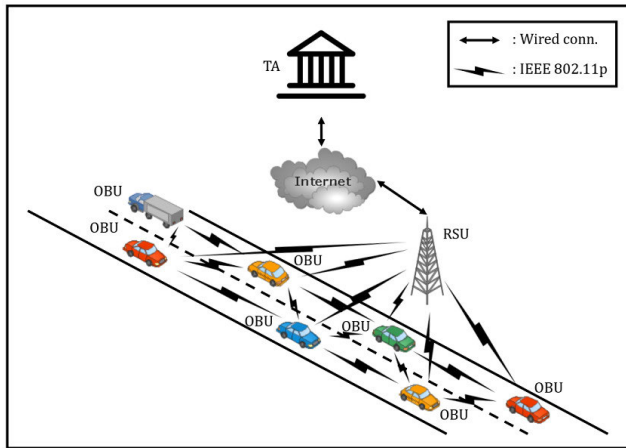 : Wired conn.
: IEEE 802.11p
TA
Internet
OBU
RSU
OBU
OBU
OBU
OBU
OBU
OBU